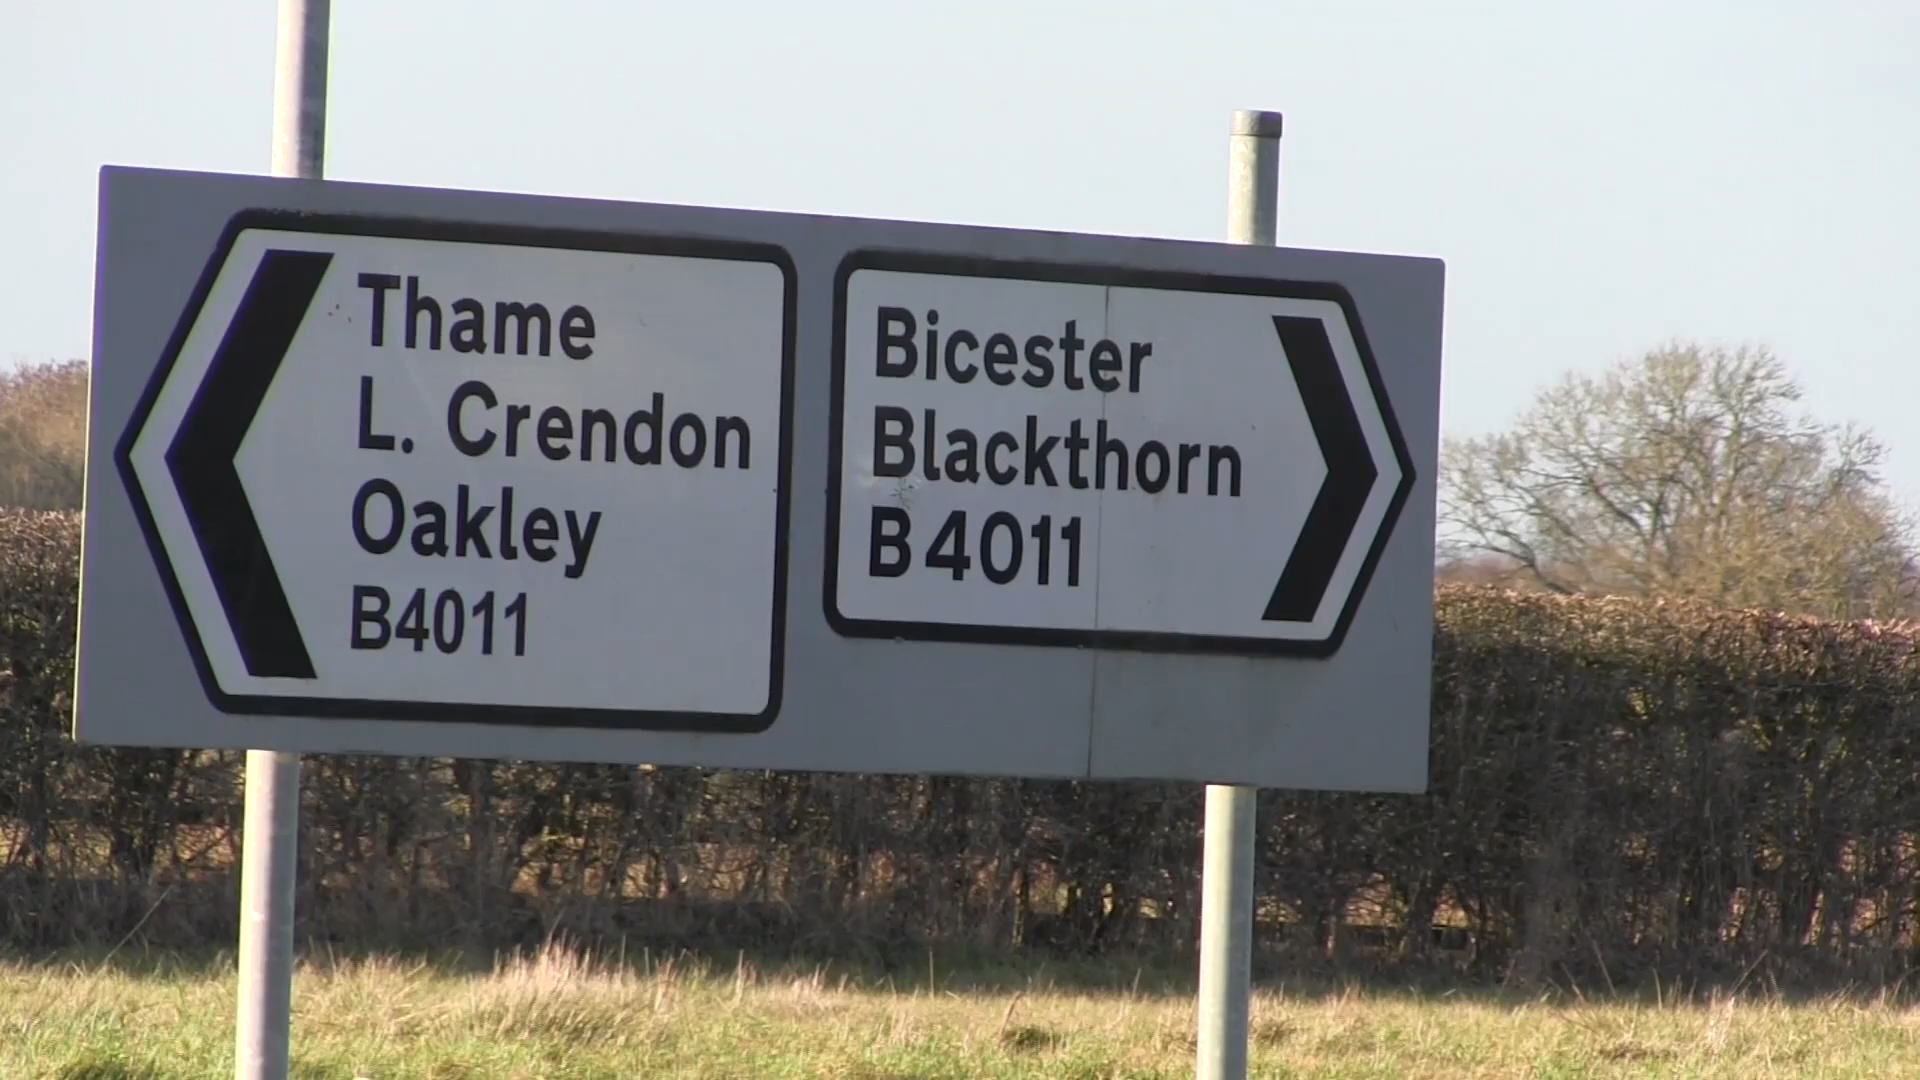 Thame
L. Crendon
Oakley
B4011
Bicester
Blackthorn
B4011